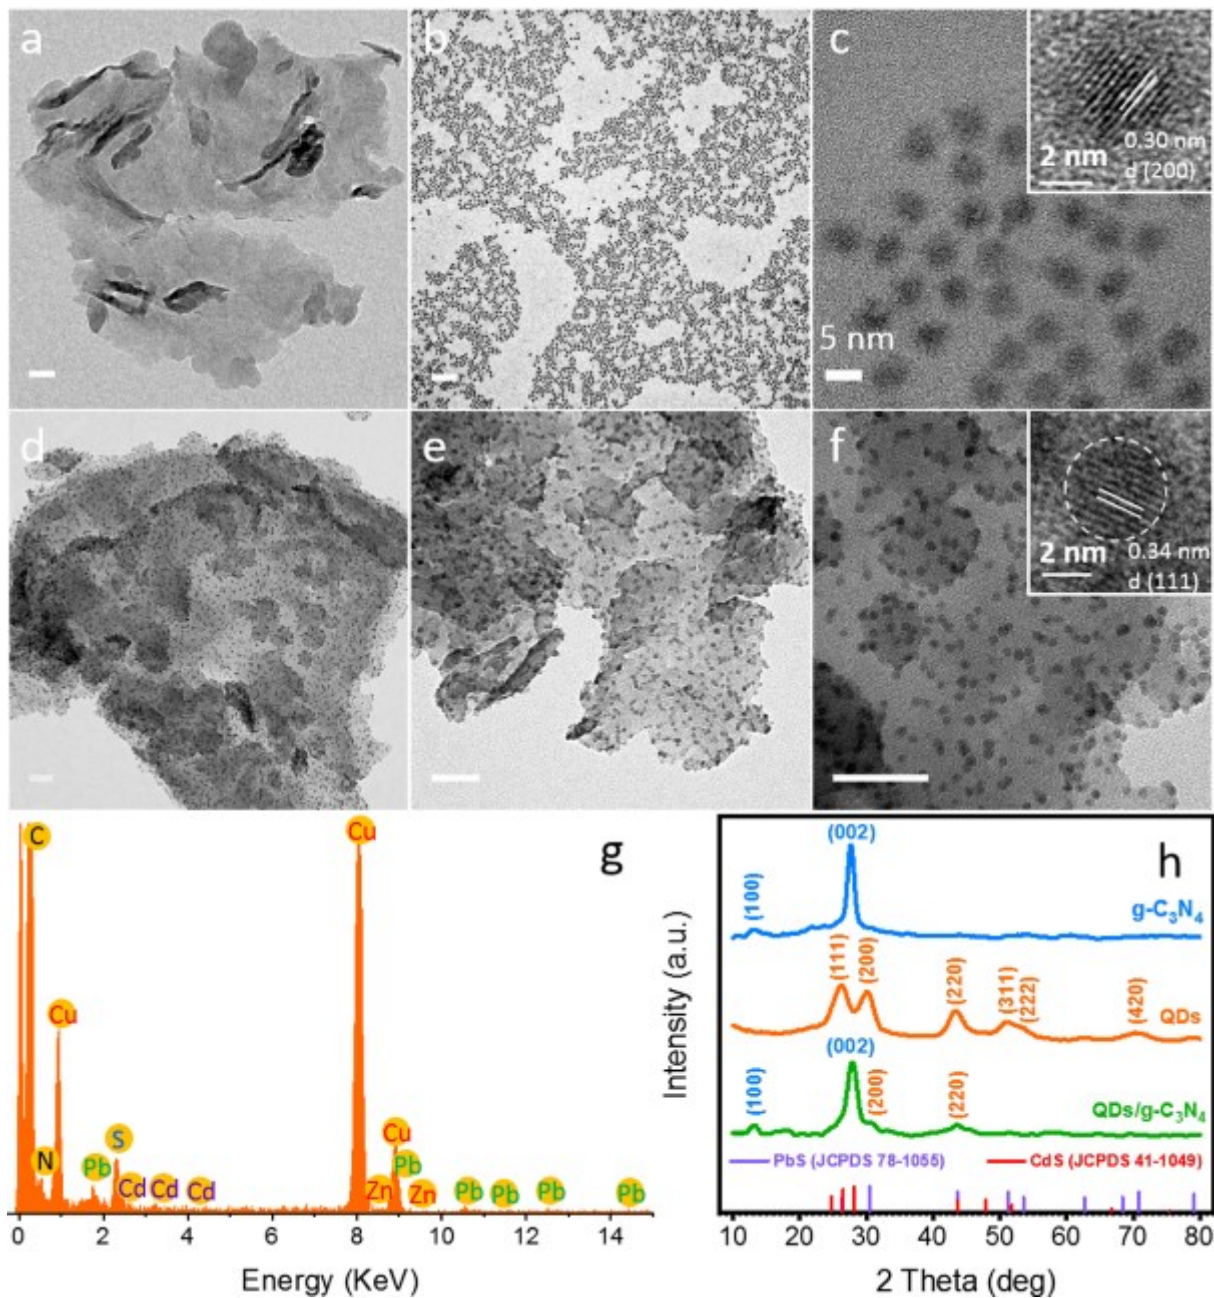 a
b
c
0.30 nm
2 nm
d (200)
5 nm
d
e
f
0.34 nm
2 nm
d (111)
g
C
Cu
Cu
N
Pb
S
Cd
Cd
Cd
Cu
Pb
Zn
Zn
Pb
Pb
Pb
Pb
0 2 4 6 8 10 12 14
Energy (KeV)
h
Intensity (a.u.)
(002)
(100)
g-C₃N₄
(111)
(200)
(220)
(311)
(222)
(420)
QDs
(002)
(100)
(200)
(220)
QDs/g-C₃N₄
PbS (JCPDS 78-1055)
CdS (JCPDS 41-1049)
10 20 30 40 50 60 70 80
2 Theta (deg)